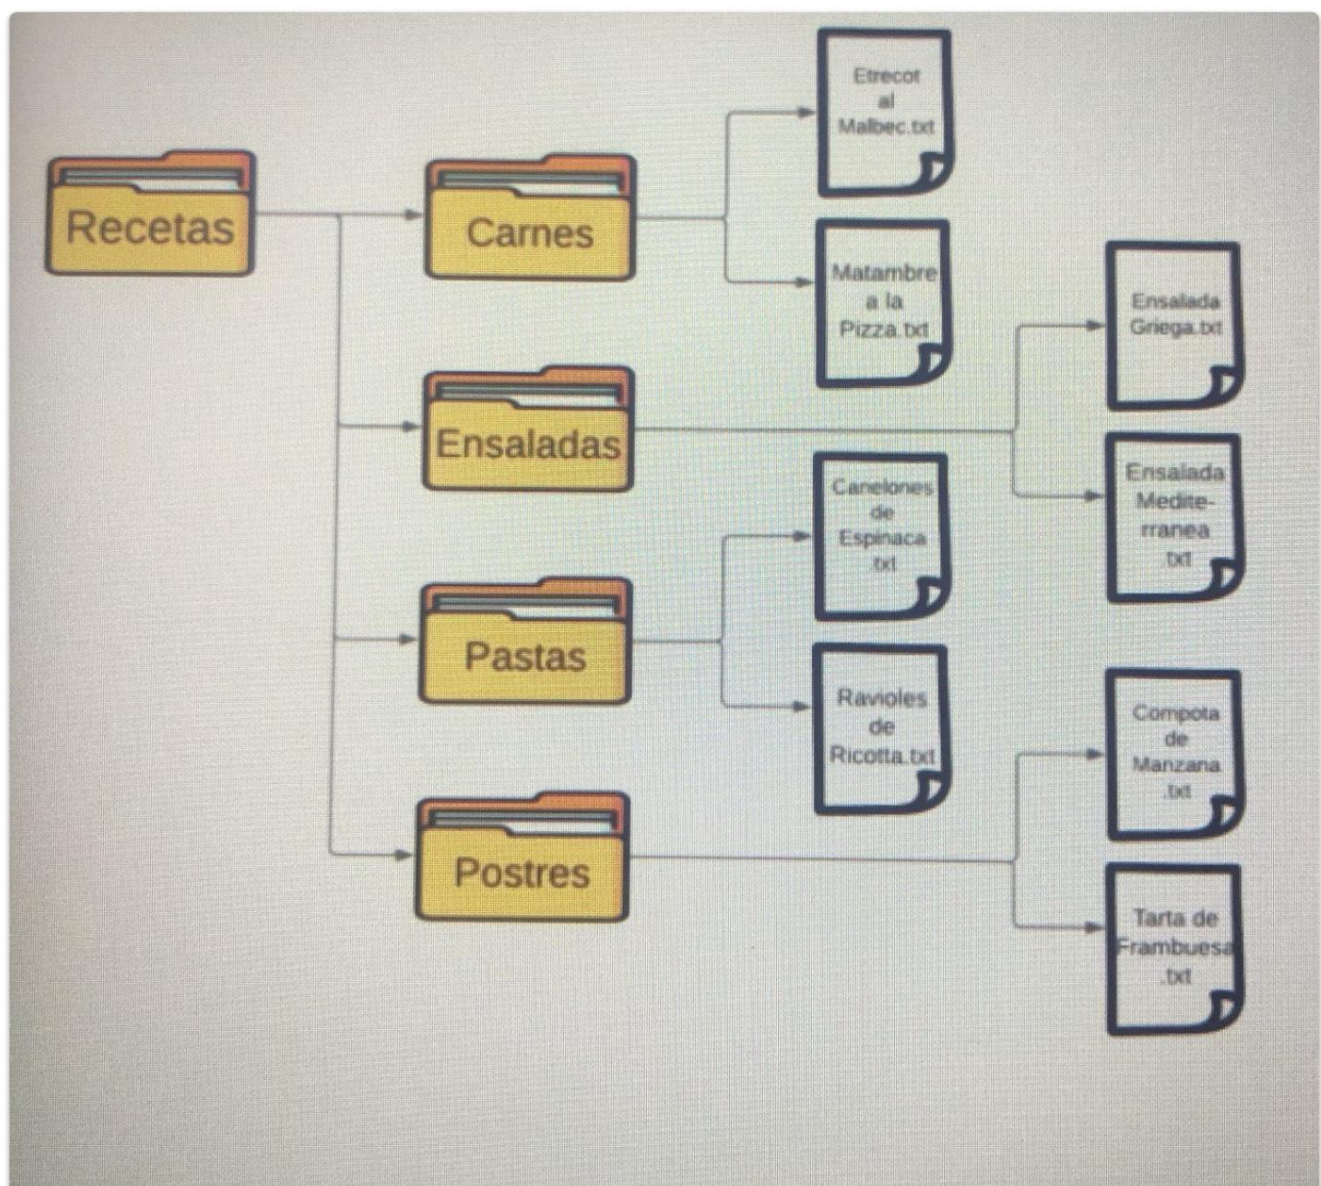 Recetas
Carnes
Etrecot
al
Malbec.txt
Matambre
a la
Pizza.txt
Ensaladas
Ensalada
Griega.txt
Ensalada
Medite-
rranea
.txt
Pastas
Canelones
de
Espinaca
.txt
Ravioles
de
Ricotta.txt
Postres
Compota
de
Manzana
.txt
Tarta de
Frambuesa
.txt